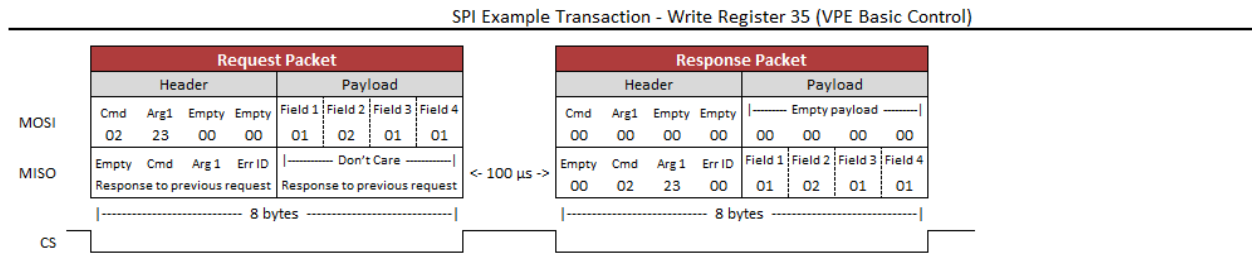 SPI Example Transaction - Write Register 35 (VPE Basic Control)
Request Packet Response Packet
Header Payload Header Payload
MOSI Cmd Arg1 Empty Empty Field 1 Field 2 Field 3 Field 4 Cmd Arg1 Empty Empty |--------- Empty payload ---------|
02 23 00 00 01 02 01 01 00 00 00 00 00 00 00 00
MISO Empty Cmd Arg 1 Err ID |------------ Don't Care ------------| <- 100 µs -> Empty Cmd Arg 1 Err ID Field 1 Field 2 Field 3 Field 4
Response to previous request Response to previous request 00 02 23 00 01 02 01 01
|---------------------------- 8 bytes -----------------------------| |---------------------------- 8 bytes -----------------------------|
CS